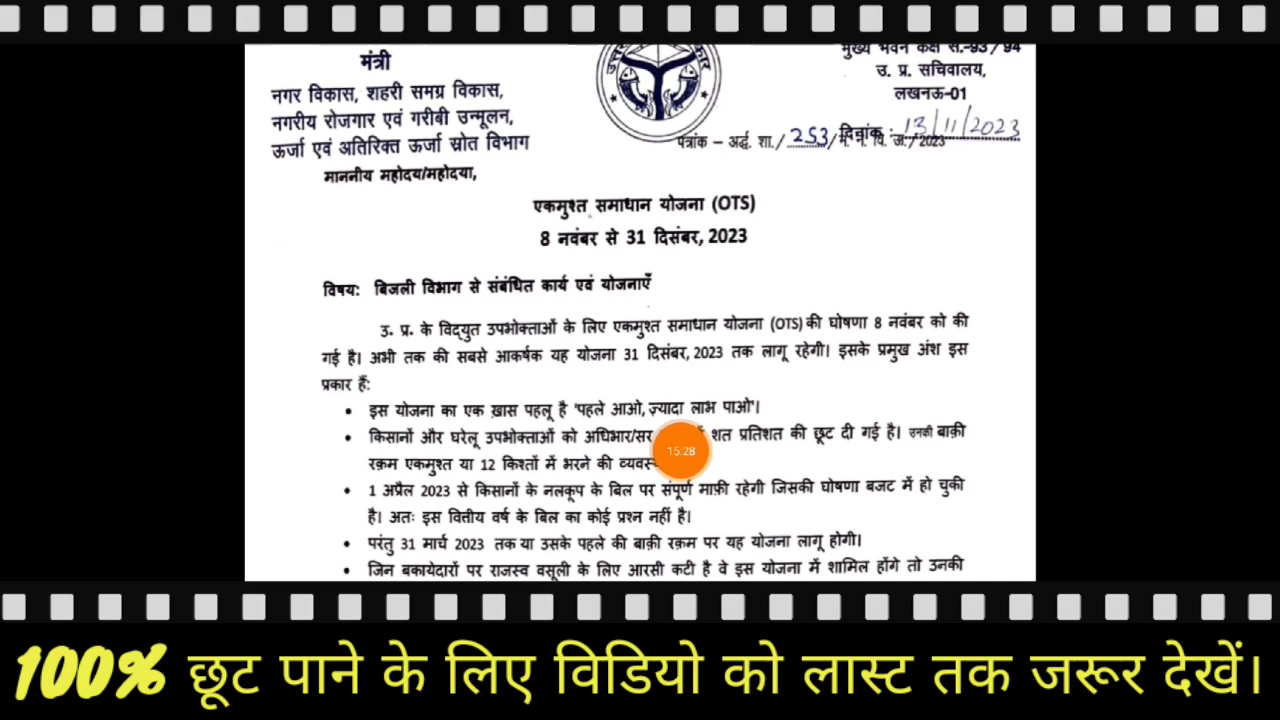 मंत्री
नगर विकास, शहरी समग्र विकास,
नगरीय रोजगार एवं गरीबी उन्मूलन,
ऊर्जा एवं अतिरिक्त ऊर्जा स्रोत विभाग
मुख्य भवन कक्ष सं.-93/94
उ. प्र. सचिवालय,
लखनऊ-01
दिनांक : 13/11/2023
पत्रांक – अर्द्ध. शा./253/म. न. वि. ऊ./2023
माननीय महोदय/महोदया,
एकमुश्त समाधान योजना (OTS)
8 नवंबर से 31 दिसंबर, 2023
विषय: बिजली विभाग से संबंधित कार्य एवं योजनाएँ
उ. प्र. के विद्युत उपभोक्ताओं के लिए एकमुश्त समाधान योजना (OTS) की घोषणा 8 नवंबर को की
गई है। अभी तक की सबसे आकर्षक यह योजना 31 दिसंबर, 2023 तक लागू रहेगी। इसके प्रमुख अंश इस
प्रकार हैं:
• इस योजना का एक ख़ास पहलू है 'पहले आओ, ज़्यादा लाभ पाओ'।
• किसानों और घरेलू उपभोक्ताओं को अधिभार/सर शत प्रतिशत की छूट दी गई है। उनकी बाक़ी
रक़म एकमुश्त या 12 किश्तों में भरने की व्यवस्
15:28
• 1 अप्रैल 2023 से किसानों के नलकूप के बिल पर संपूर्ण माफ़ी रहेगी जिसकी घोषणा बजट में हो चुकी
है। अतः इस वित्तीय वर्ष के बिल का कोई प्रश्न नहीं है।
• परंतु 31 मार्च 2023 तक या उसके पहले की बाक़ी रक़म पर यह योजना लागू होगी।
• जिन बकायेदारों पर राजस्व वसूली के लिए आरसी कटी है वे इस योजना में शामिल होंगे तो उनकी
100% छूट पाने के लिए विडियो को लास्ट तक जरूर देखें।